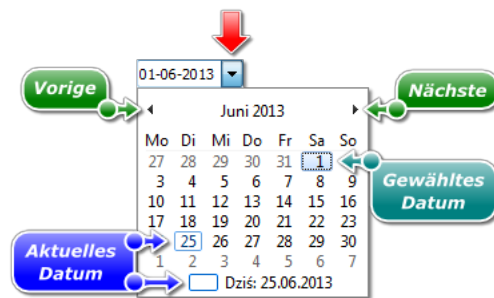 01-06-2013
Vorige
Nächste
Juni 2013
Mo Di Mi Do Fr Sa So
27 28 29 30 31 1 2
3 4 5 6 7 8 9
10 11 12 13 14 15 16
17 18 19 20 21 22 23
25 26 27 28 29 30
1 2 3 4 5 6 7
Dziś: 25.06.2013
Gewähltes
Datum
Aktuelles
Datum